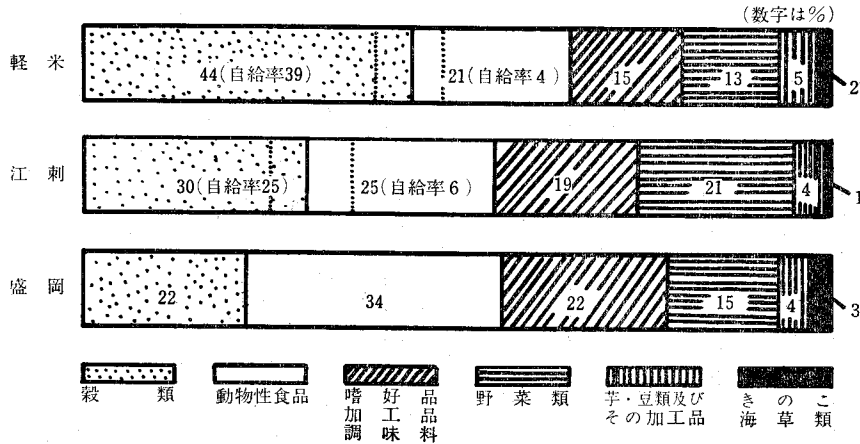 (数字は%)
軽米
44(自給率39)
21(自給率4)
15
13
5
2
江刺
30(自給率25)
25(自給率6)
19
21
4
1
盛岡
22
34
22
15
4
3
穀類
動物性食品
嗜好品
加工品
調味料
野菜類
芋・豆類及び
その加工品
きのこ
海草類